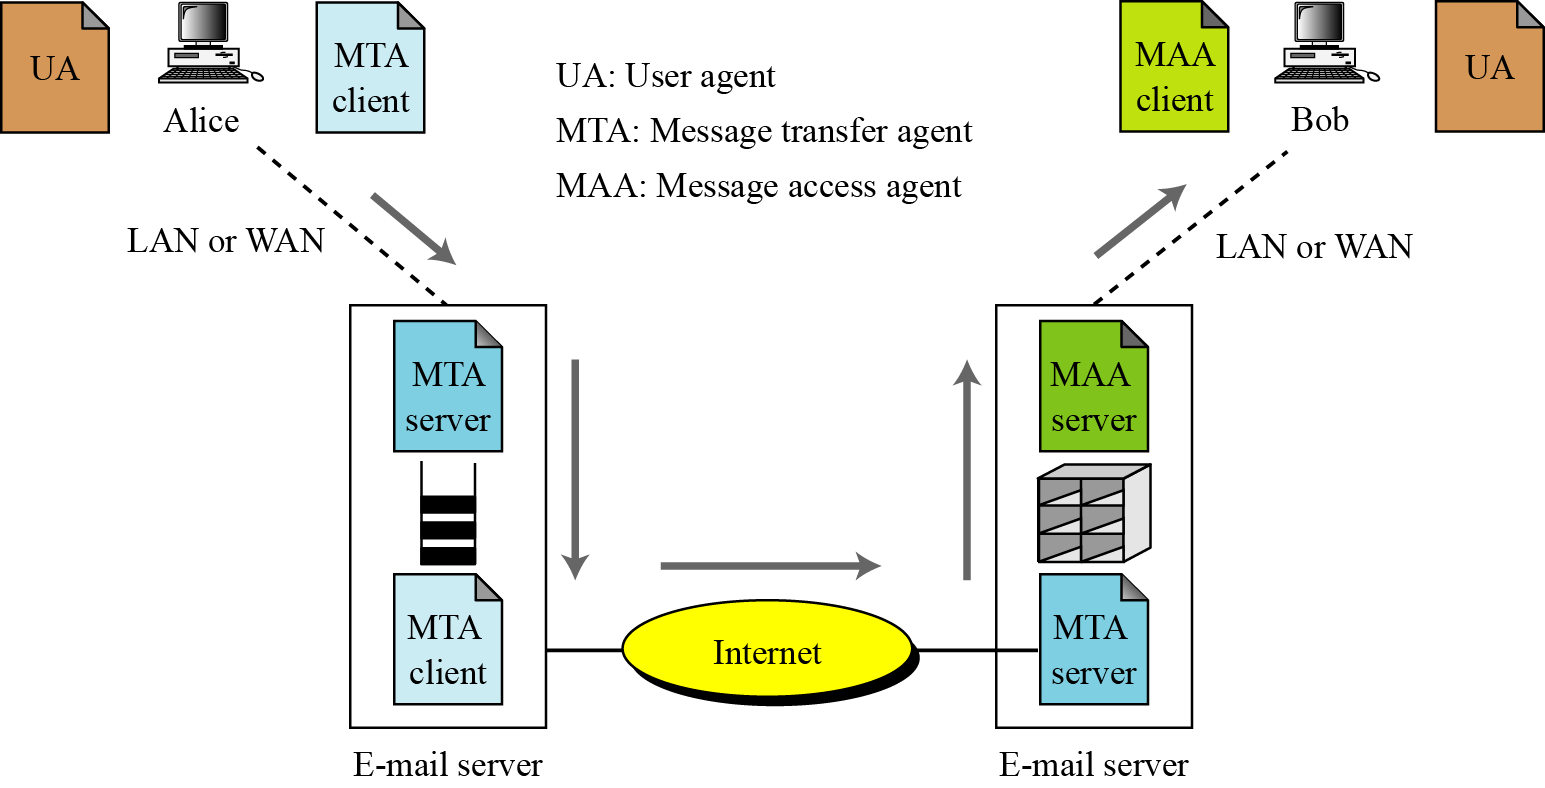 UA
Alice
MTA
client
UA: User agent
MTA: Message transfer agent
MAA: Message access agent
MAA
client
Bob
UA
LAN or WAN
LAN or WAN
MTA
server
MTA
client
E-mail server
Internet
MAA
server
MTA
server
E-mail server